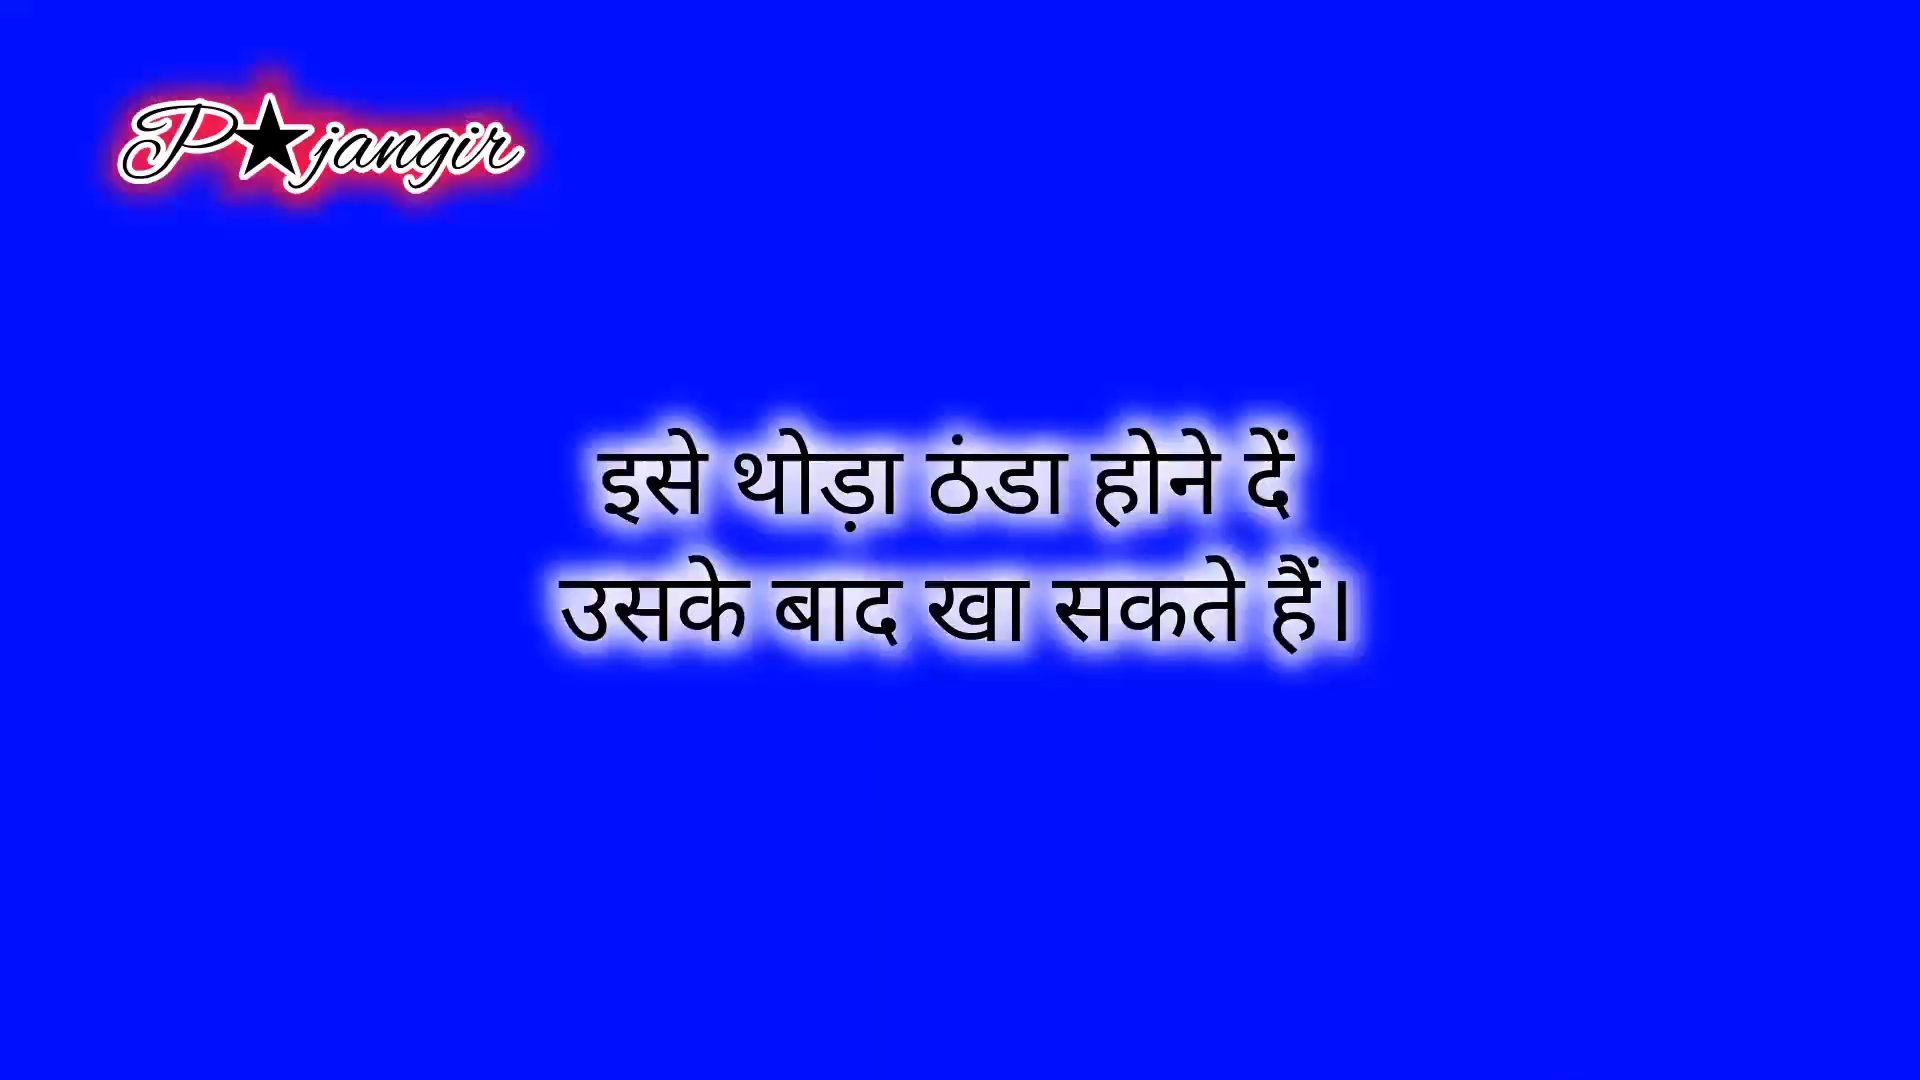 P★jangir
इसे थोड़ा ठंडा होने दें
उसके बाद खा सकते हैं।